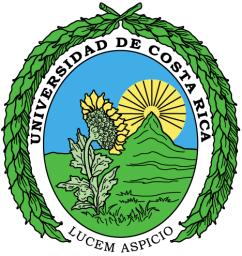 UNIVERSIDAD DE COSTA RICA
LUCEM ASPICIO